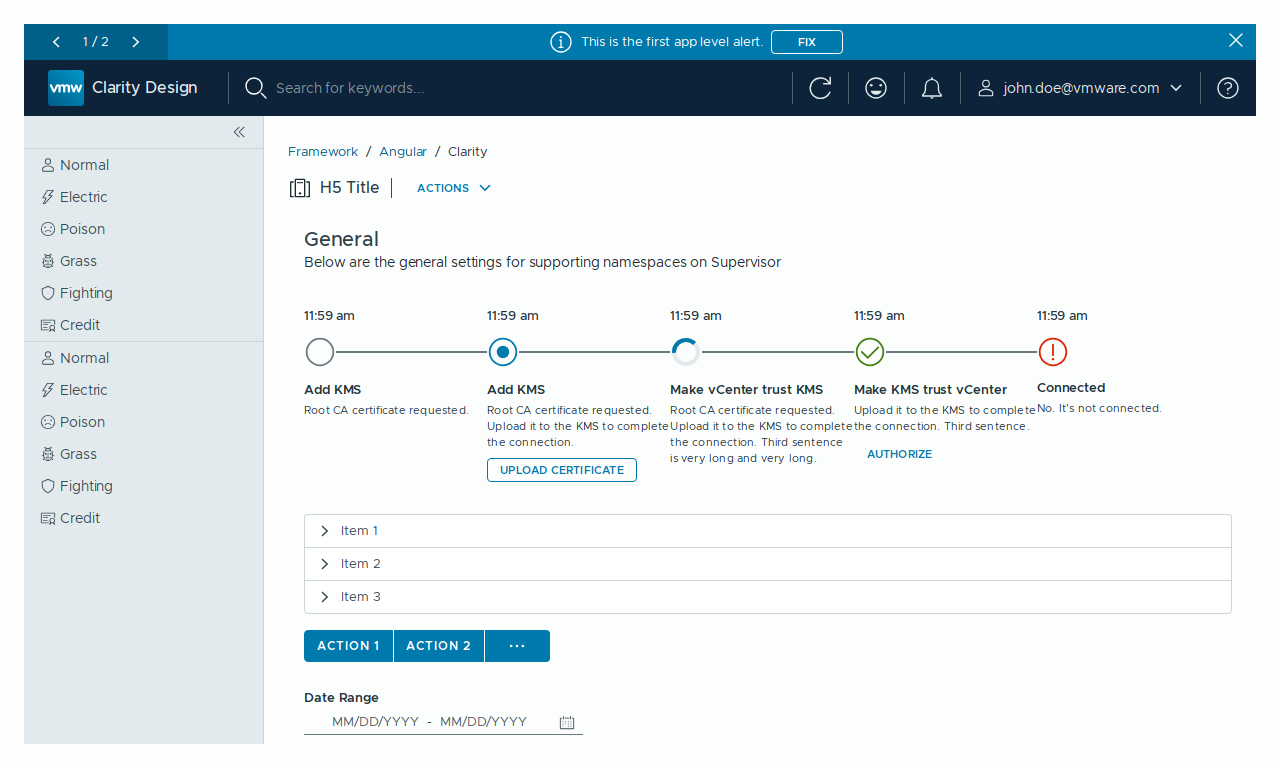 1 / 2
This is the first app level alert.
FIX
vmw
Clarity Design
Search for keywords...
john.doe@vmware.com
Normal
Electric
Poison
Grass
Fighting
Credit
Normal
Electric
Poison
Grass
Fighting
Credit
Framework / Angular / Clarity
H5 Title
ACTIONS
General
Below are the general settings for supporting namespaces on Supervisor
11:59 am
Add KMS
Root CA certificate requested.
11:59 am
Add KMS
Root CA certificate requested.
Upload it to the KMS to complete
the connection.
UPLOAD CERTIFICATE
11:59 am
Make vCenter trust KMS
Root CA certificate requested.
Upload it to the KMS to complete
the connection. Third sentence
is very long and very long.
11:59 am
Make KMS trust vCenter
Upload it to the KMS to complete
the connection. Third sentence.
AUTHORIZE
11:59 am
Connected
No. It's not connected.
Item 1
Item 2
Item 3
ACTION 1
ACTION 2
...
Date Range
MM/DD/YYYY - MM/DD/YYYY